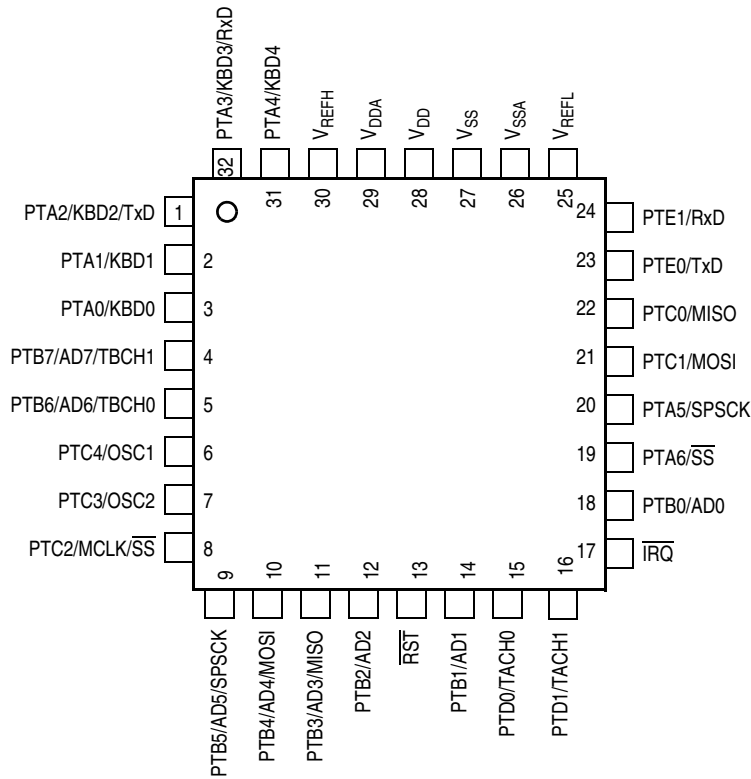 PTA3/KBD3/RxD
PTA4/KBD4
VREFH
VDDA
VDD
VSS
VSSA
VREFL
32
31
30
29
28
27
26
25
PTA2/KBD2/TxD 1
PTA1/KBD1 2
PTA0/KBD0 3
PTB7/AD7/TBCH1 4
PTB6/AD6/TBCH0 5
PTC4/OSC1 6
PTC3/OSC2 7
PTC2/MCLK/S̅S̅ 8
24 PTE1/RxD
23 PTE0/TxD
22 PTC0/MISO
21 PTC1/MOSI
20 PTA5/SPSCK
19 PTA6/S̅S̅
18 PTB0/AD0
17 I̅R̅Q̅
9
10
11
12
13
14
15
16
PTB5/AD5/SPSCK
PTB4/AD4/MOSI
PTB3/AD3/MISO
PTB2/AD2
R̅S̅T̅
PTB1/AD1
PTD0/TACH0
PTD1/TACH1